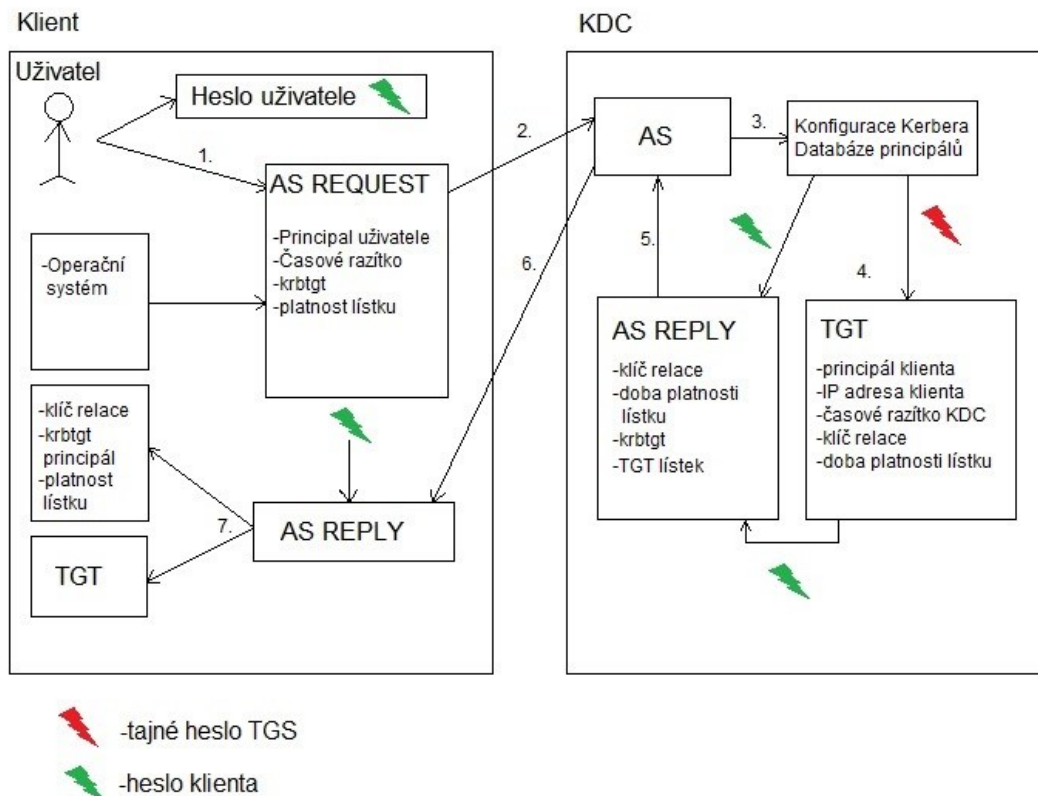 Klient
KDC
Uživatel
Heslo uživatele
1.
2.
AS REQUEST
-Principal uživatele
-Časové razítko
-krbtgt
-platnost lístku
-Operační
systém
-klíč relace
-krbtgt
principál
-platnost
lístku
7.
TGT
AS REPLY
6.
AS
3.
Konfigurace Kerbera
Databáze principálů
5.
4.
AS REPLY
-klíč relace
-doba platnosti
lístku
-krbtgt
-TGT lístek
TGT
-principál klienta
-IP adresa klienta
-časové razítko KDC
-klíč relace
-doba platnosti lístku
-tajné heslo TGS
-heslo klienta